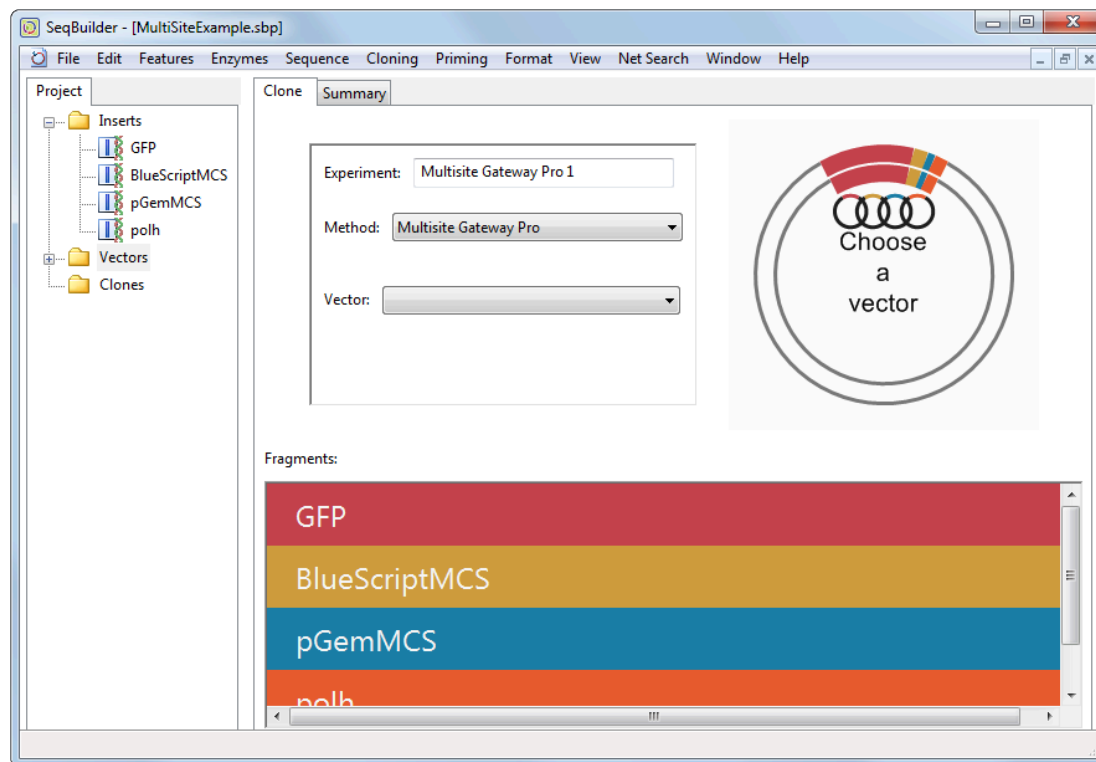 SeqBuilder - [MultiSiteExample.sbp]
File Edit Features Enzymes Sequence Cloning Priming Format View Net Search Window Help
Project
Inserts
GFP
BlueScriptMCS
pGemMCS
polh
Vectors
Clones
Clone Summary
Experiment: Multisite Gateway Pro 1
Method: Multisite Gateway Pro
Vector:
Choose
a
vector
Fragments:
GFP
BlueScriptMCS
pGemMCS
polh